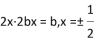 2x·2bx = b,x =± 1/2